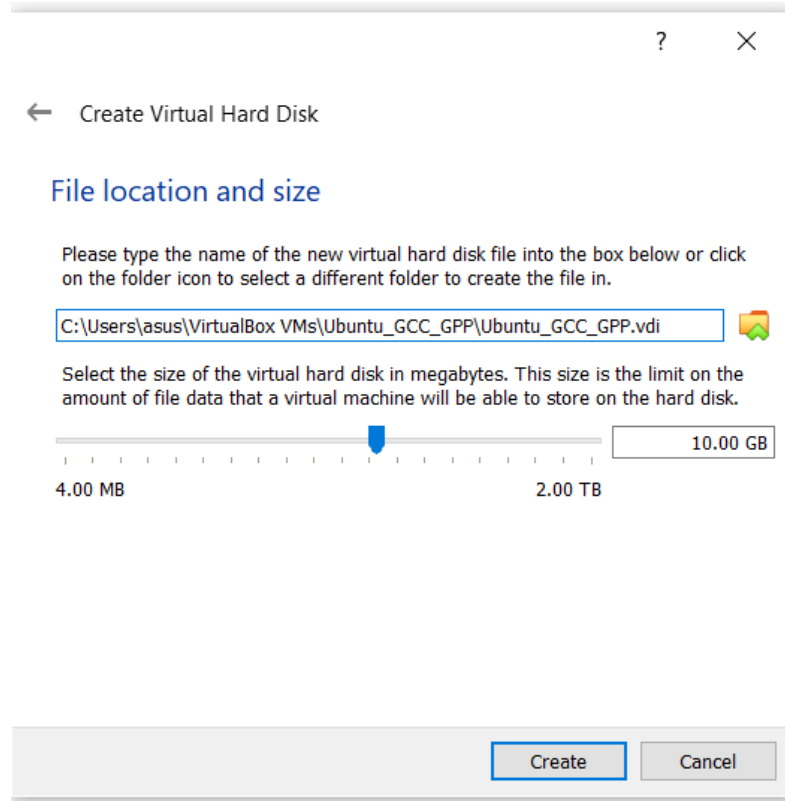 ?
Create Virtual Hard Disk
File location and size
Please type the name of the new virtual hard disk file into the box below or click
on the folder icon to select a different folder to create the file in.
C:\Users\asus\VirtualBox VMs\Ubuntu_GCC_GPP\Ubuntu_GCC_GPP.vdi
Select the size of the virtual hard disk in megabytes. This size is the limit on the
amount of file data that a virtual machine will be able to store on the hard disk.
10.00 GB
4.00 MB 2.00 TB
Create Cancel